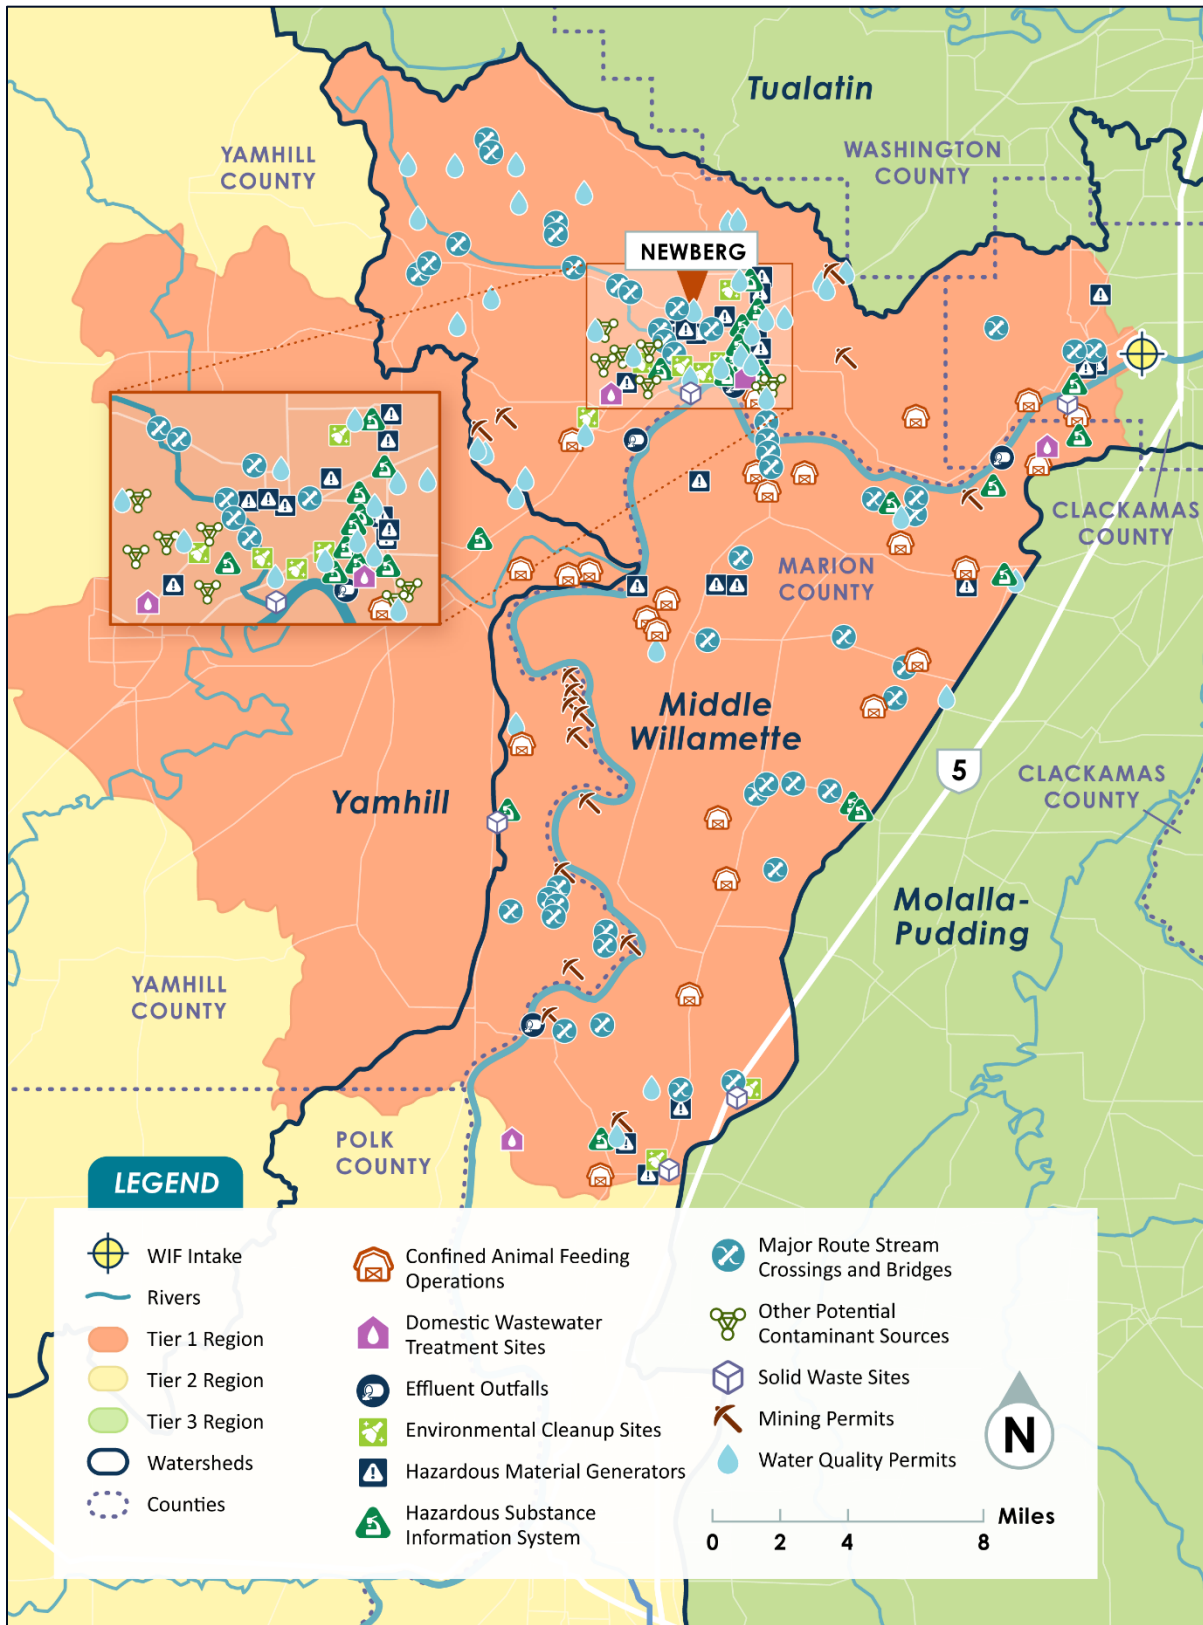 Tualatin
YAMHILL
COUNTY
WASHINGTON
COUNTY
NEWBERG
CLACKAMAS
COUNTY
MARION
COUNTY
Middle
Willamette
5
CLACKAMAS
COUNTY
Yamhill
Molalla-
Pudding
YAMHILL
COUNTY
POLK
COUNTY
LEGEND
WIF Intake
Rivers
Tier 1 Region
Tier 2 Region
Tier 3 Region
Watersheds
Counties
Confined Animal Feeding
Operations
Domestic Wastewater
Treatment Sites
Effluent Outfalls
Environmental Cleanup Sites
Hazardous Material Generators
Hazardous Substance
Information System
Major Route Stream
Crossings and Bridges
Other Potential
Contaminant Sources
Solid Waste Sites
Mining Permits
Water Quality Permits
N
Miles
0 2 4 8